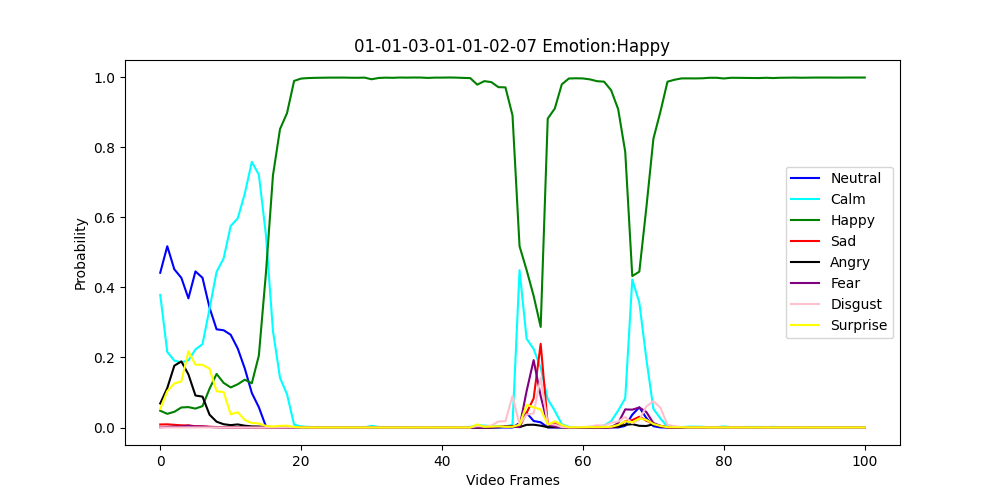 01-01-03-01-01-02-07 Emotion:Happy
Probability
1.0
0.8
0.6
0.4
0.2
0.0
0 20 40 60 80 100
Video Frames
Neutral
Calm
Happy
Sad
Angry
Fear
Disgust
Surprise